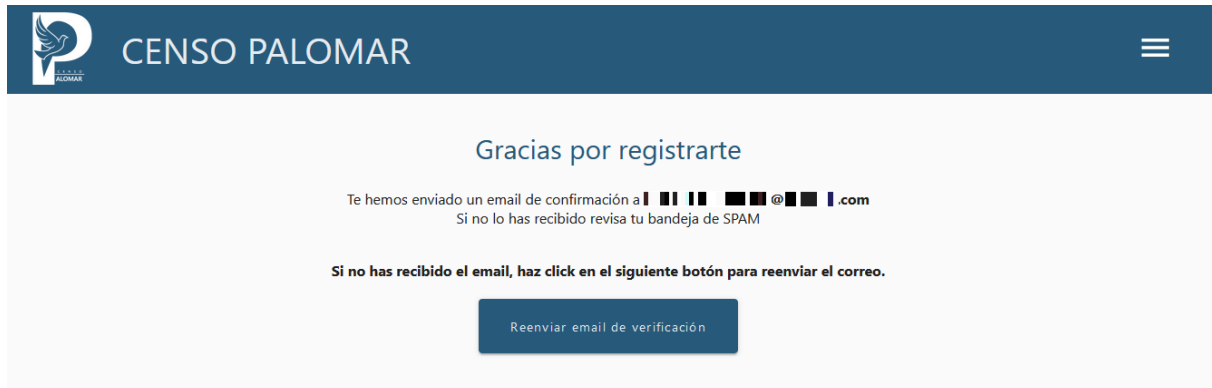 CENSO
ALOMAR
CENSO PALOMAR
Gracias por registrarte
Te hemos enviado un email de confirmación a @ .com
Si no lo has recibido revisa tu bandeja de SPAM
Si no has recibido el email, haz click en el siguiente botón para reenviar el correo.
Reenviar email de verificación